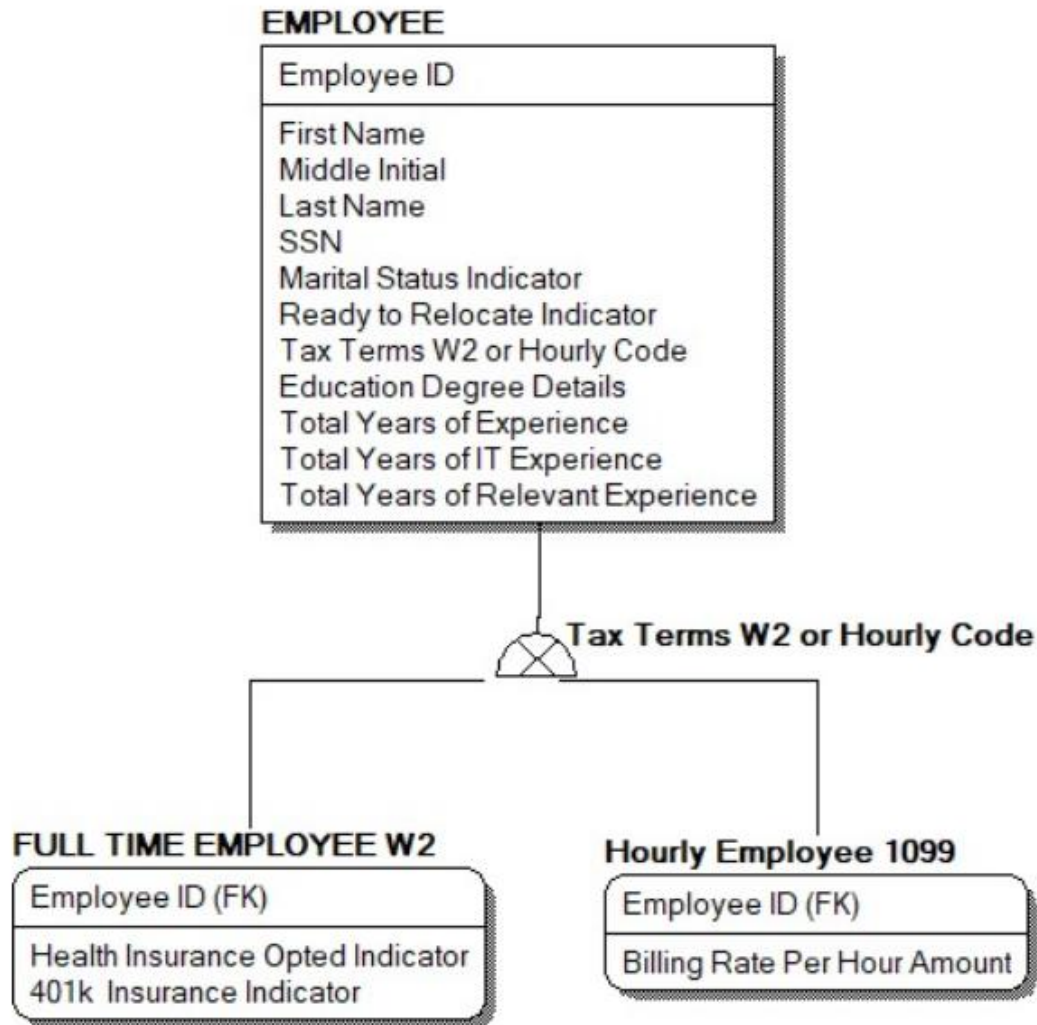 EMPLOYEE
Employee ID
First Name
Middle Initial
Last Name
SSN
Marital Status Indicator
Ready to Relocate Indicator
Tax Terms W2 or Hourly Code
Education Degree Details
Total Years of Experience
Total Years of IT Experience
Total Years of Relevant Experience
Tax Terms W2 or Hourly Code
FULL TIME EMPLOYEE W2
Employee ID (FK)
Health Insurance Opted Indicator
401k Insurance Indicator
Hourly Employee 1099
Employee ID (FK)
Billing Rate Per Hour Amount